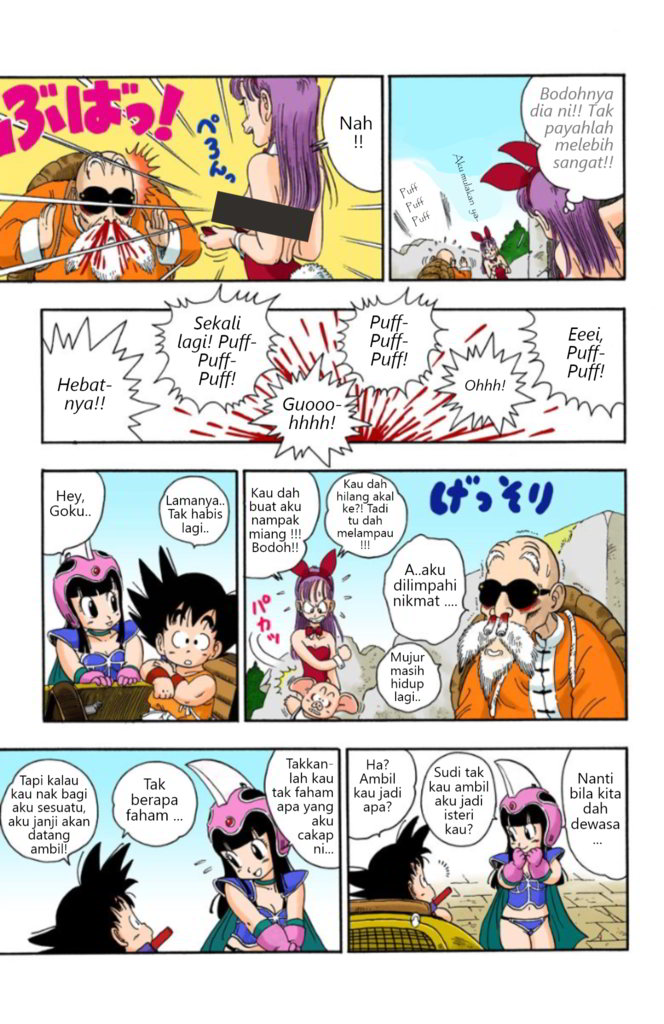 Bodohnya
dia ni!! Tak
payahlah
melebih
sangat!!
Aku mulakan ya..
Puff
Puff
Puff
Nah
!!
ぺろんっ
ぶばっ!
Eeei,
Puff-
Puff!
Ohhh!
Puff-
Puff-
Puff!
Guooo-
hhhh!
Sekali
lagi! Puff-
Puff-
Puff!
Hebat-
nya!!
げっそり
A..aku
dilimpahi
nikmat ....
Mujur
masih
hidup
lagi..
Kau dah
hilang akal
ke?! Tadi
tu dah
melampau
!!!
Kau dah
buat aku
nampak
miang !!!
Bodoh!!
パカッ
Lamanya..
Tak habis
lagi..
Hey,
Goku..
Nanti
bila kita
dah
dewasa
...
Sudi tak
kau ambil
aku jadi
isteri
kau?
Ha?
Ambil
kau jadi
apa?
Takkan-
lah kau
tak faham
apa yang
aku
cakap
ni...
Tak
berapa
faham ...
Tapi kalau
kau nak bagi
aku sesuatu,
aku janji akan
datang
ambil!